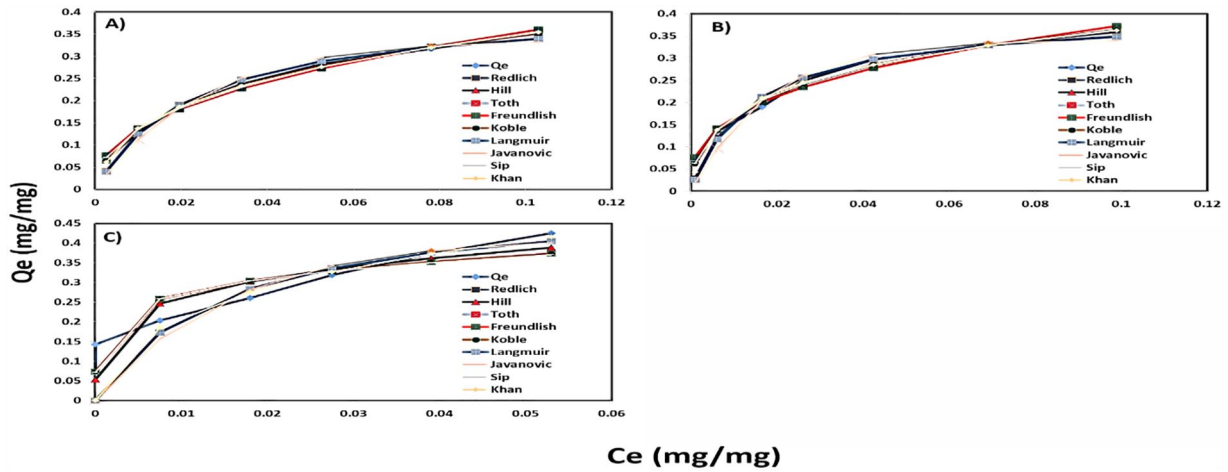 A)
0.4
0.35
0.3
0.25
0.2
0.15
0.1
0.05
0
0 0.02 0.04 0.06 0.08 0.1 0.12
Qe
Redlich
Hill
Toth
Freundlish
Koble
Langmuir
Javanovic
Sip
Khan
B)
0.4
0.35
0.3
0.25
0.2
0.15
0.1
0.05
0
0 0.02 0.04 0.06 0.08 0.1 0.12
Qe
Redlich
Hill
Toth
Freundlish
Koble
Langmuir
Javanovic
Sip
Khan
C)
0.45
0.4
0.35
0.3
0.25
0.2
0.15
0.1
0.05
0
0 0.01 0.02 0.03 0.04 0.05 0.06
Qe
Redlich
Hill
Toth
Freundlish
Koble
Langmuir
Javanovic
Sip
Khan
Qe (mg/mg)
Ce (mg/mg)